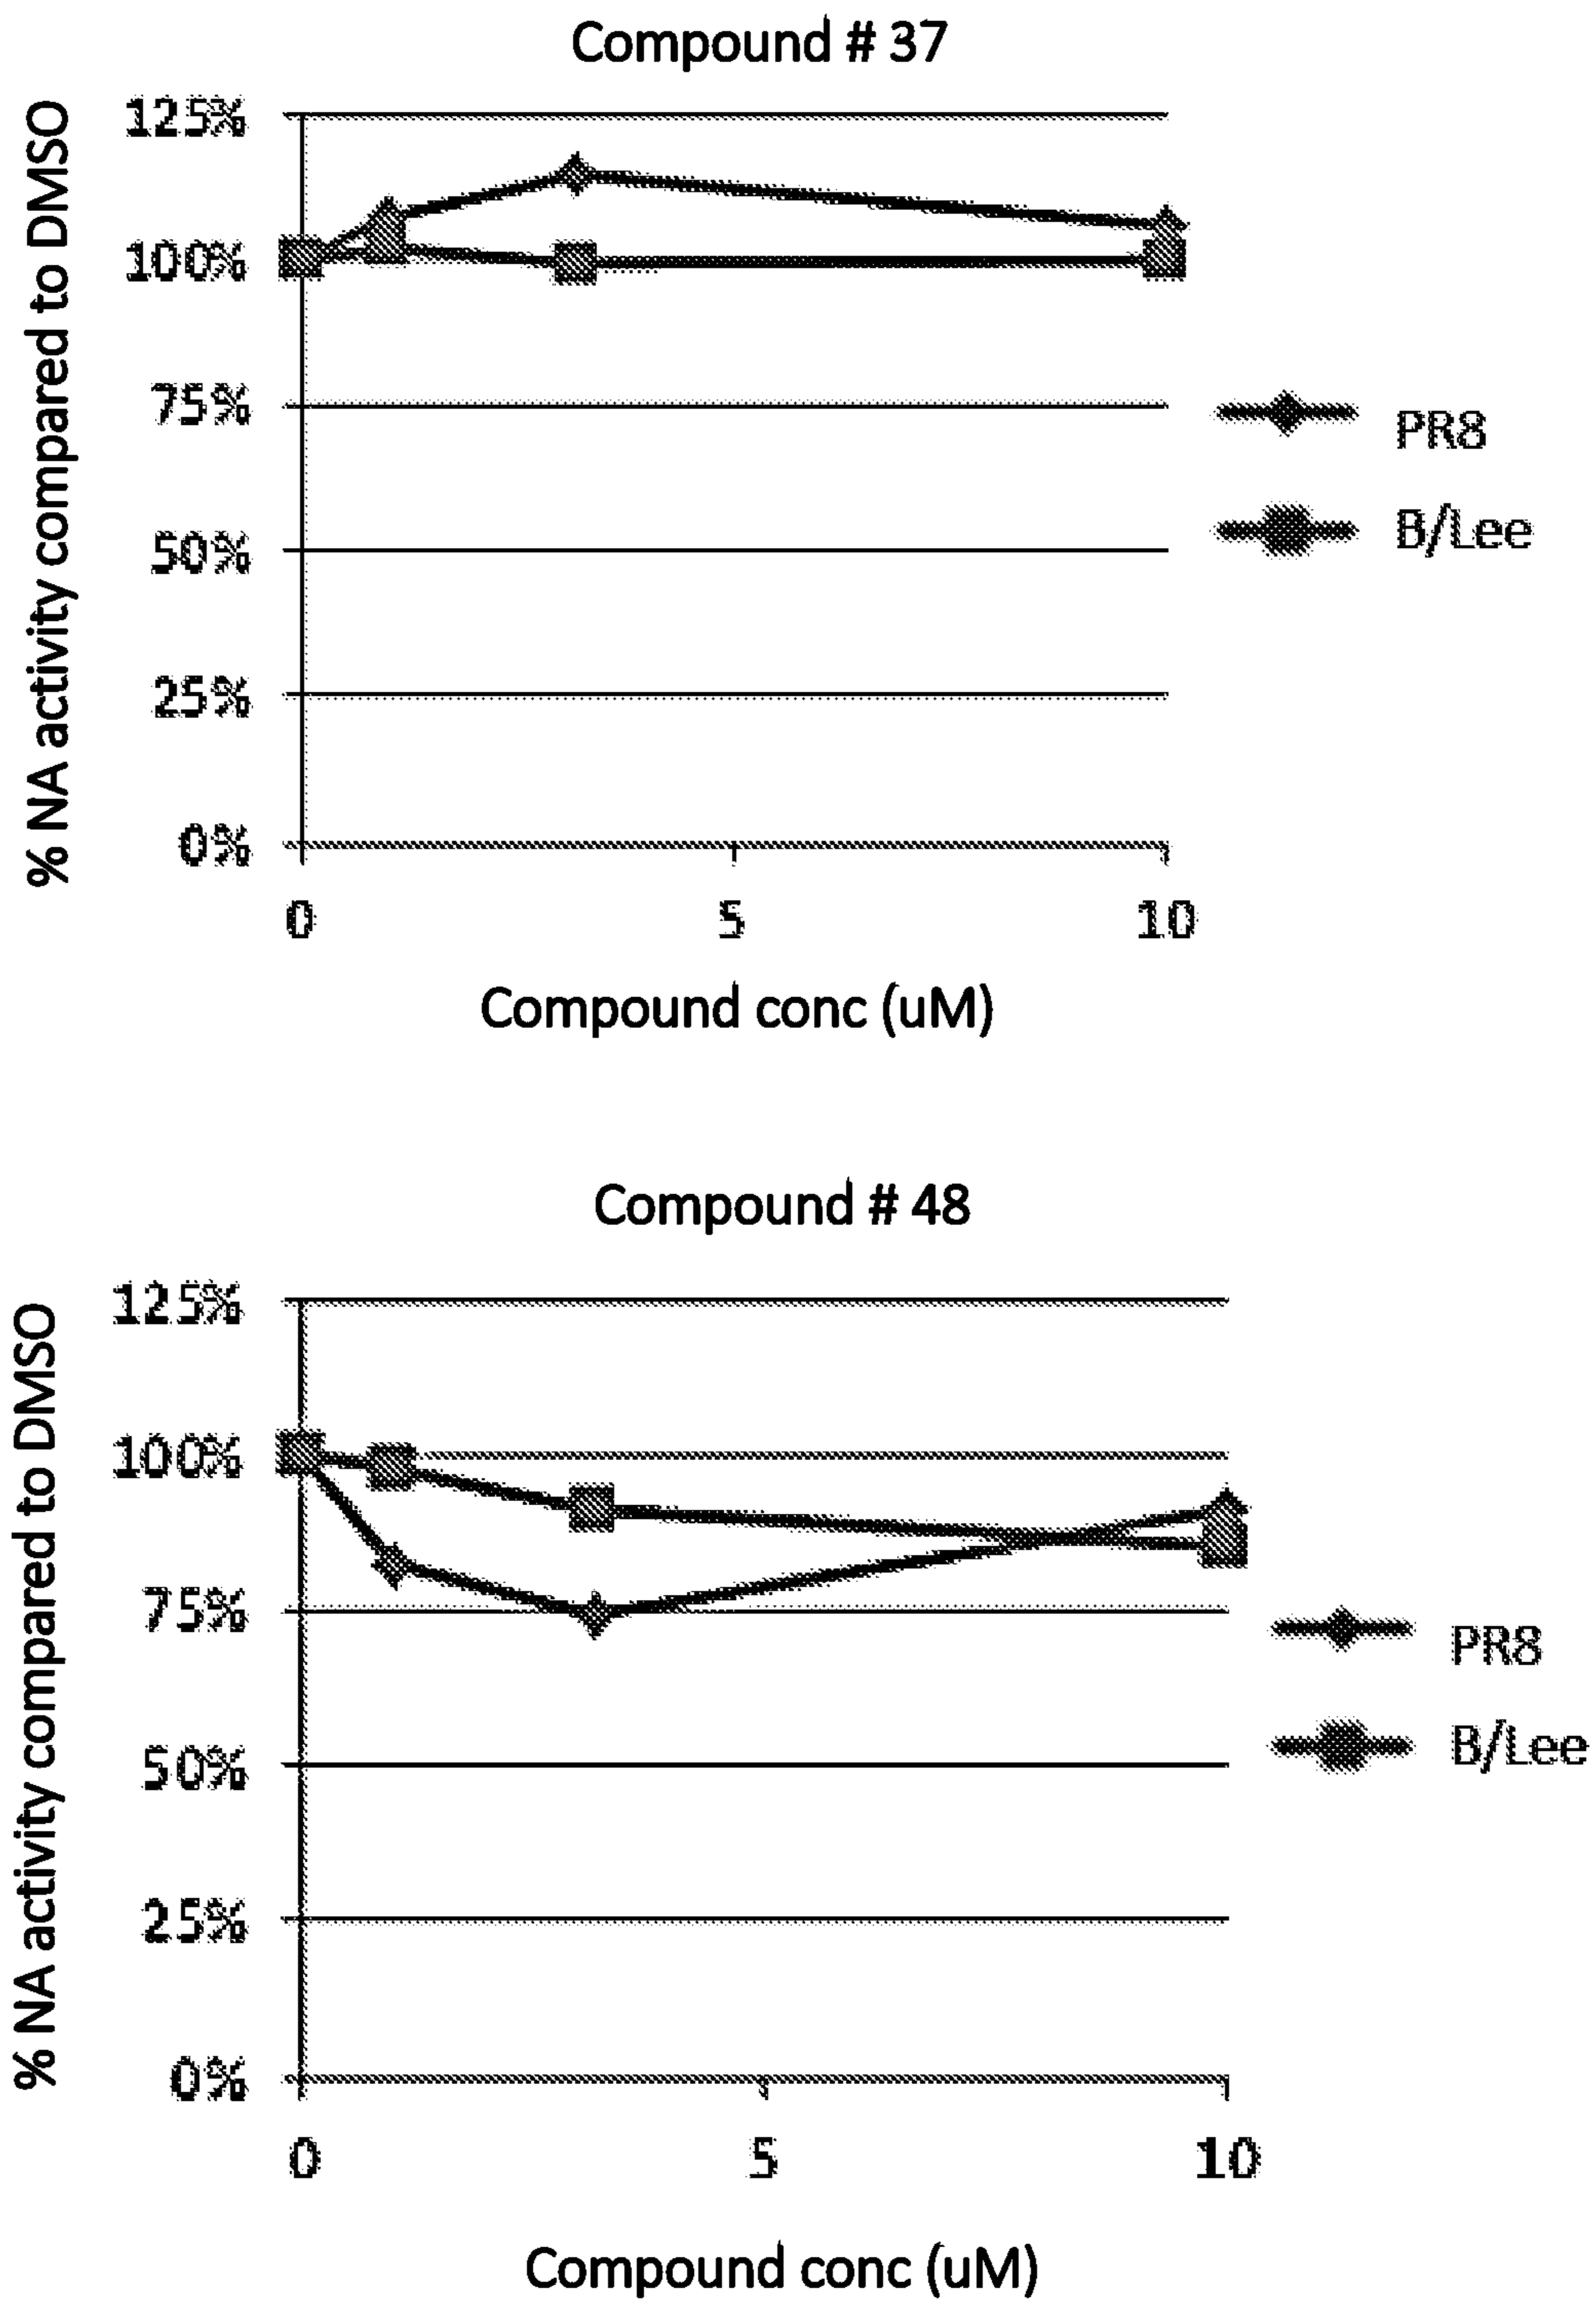 Compound # 37
% NA activity compared to DMSO
125%
100%
75%
50%
25%
0%
0 5 10
Compound conc (uM)
PR8
B/Lee
Compound # 48
% NA activity compared to DMSO
125%
100%
75%
50%
25%
0%
0 5 10
Compound conc (uM)
PR8
B/Lee